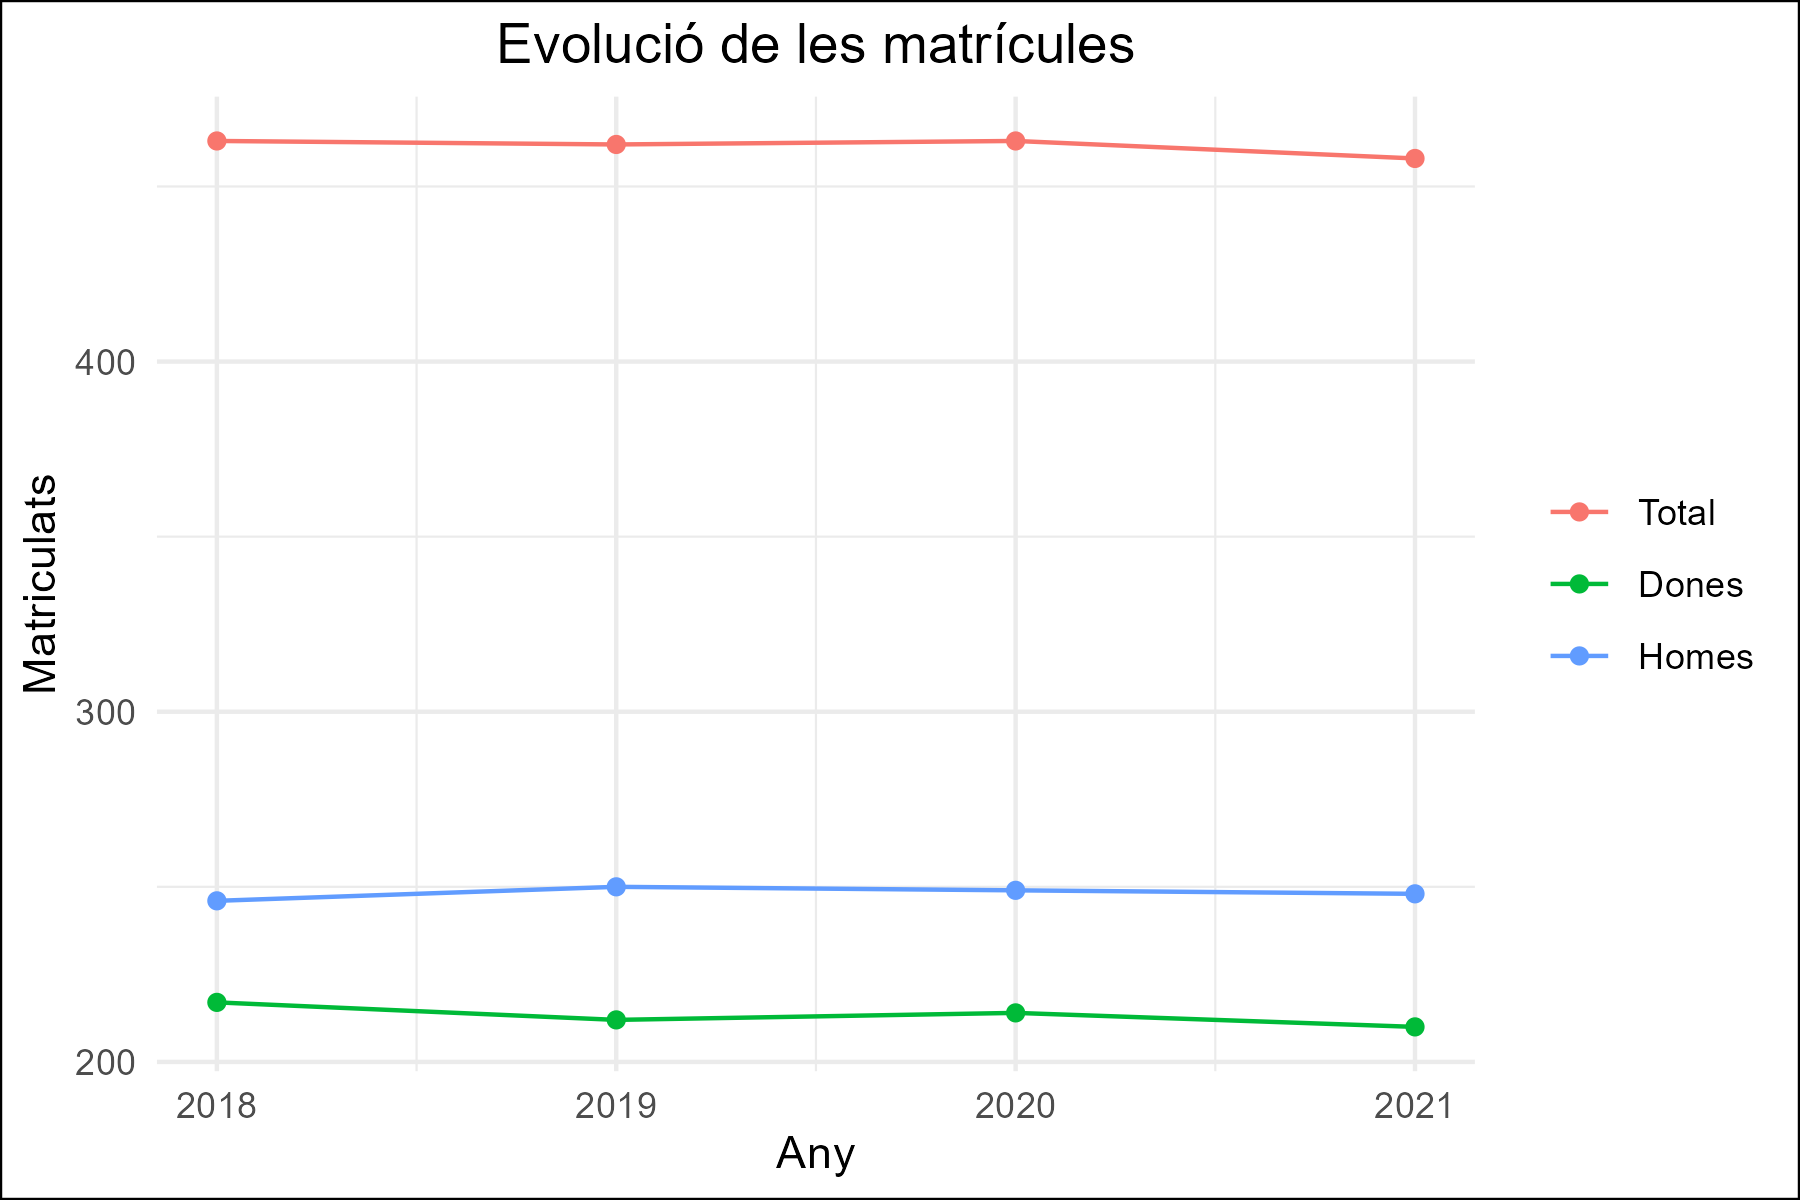 Evolució de les matrícules
Matriculats
400
300
200
2018
2019
2020
2021
Any
Total
Dones
Homes